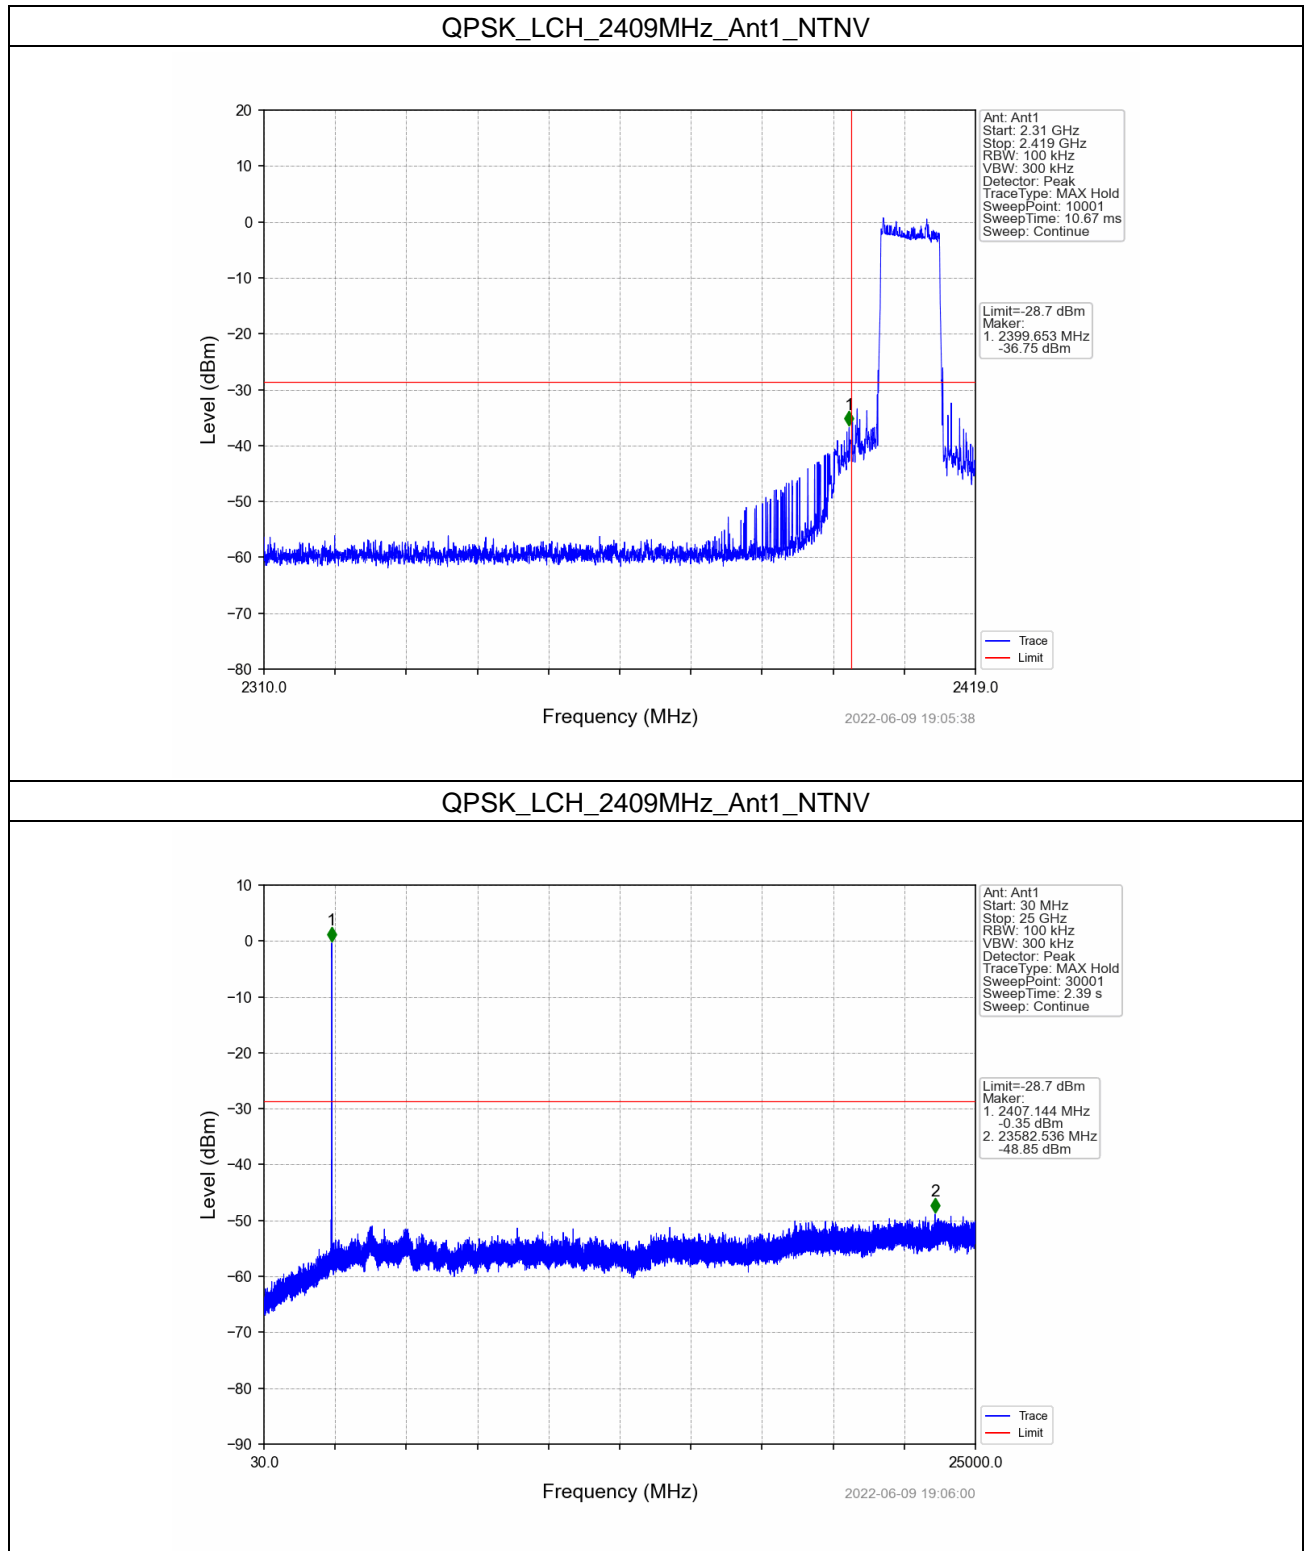 QPSK_LCH_2409MHz_Ant1_NTNV
20
10
0
−10
−20
−30
−40
−50
−60
−70
−80
Level (dBm)
1
2310.0
2419.0
Frequency (MHz)
2022-06-09 19:05:38
Ant: Ant1
Start: 2.31 GHz
Stop: 2.419 GHz
RBW: 100 kHz
VBW: 300 kHz
Detector: Peak
TraceType: MAX Hold
SweepPoint: 10001
SweepTime: 10.67 ms
Sweep: Continue
Limit=-28.7 dBm
Maker:
1. 2399.653 MHz
-36.75 dBm
Trace
Limit
QPSK_LCH_2409MHz_Ant1_NTNV
10
0
−10
−20
−30
−40
−50
−60
−70
−80
−90
Level (dBm)
1
2
30.0
25000.0
Frequency (MHz)
2022-06-09 19:06:00
Ant: Ant1
Start: 30 MHz
Stop: 25 GHz
RBW: 100 kHz
VBW: 300 kHz
Detector: Peak
TraceType: MAX Hold
SweepPoint: 30001
SweepTime: 2.39 s
Sweep: Continue
Limit=-28.7 dBm
Maker:
1. 2407.144 MHz
-0.35 dBm
2. 23582.536 MHz
-48.85 dBm
Trace
Limit